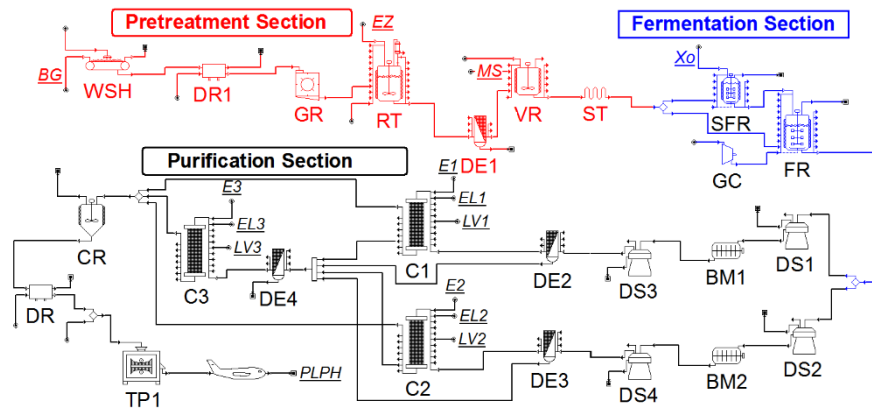 Pretreatment Section
Fermentation Section
EZ
Xo
BG
MS
WSH
DR1
GR
RT
VR
ST
SFR
DE1
GC
FR
Purification Section
E1
E3
EL1
EL3
LV1
LV3
CR
C3
DE4
C1
DE2
DS3
BM1
DS1
E2
EL2
LV2
DR
TP1
PLPH
C2
DE3
DS4
BM2
DS2